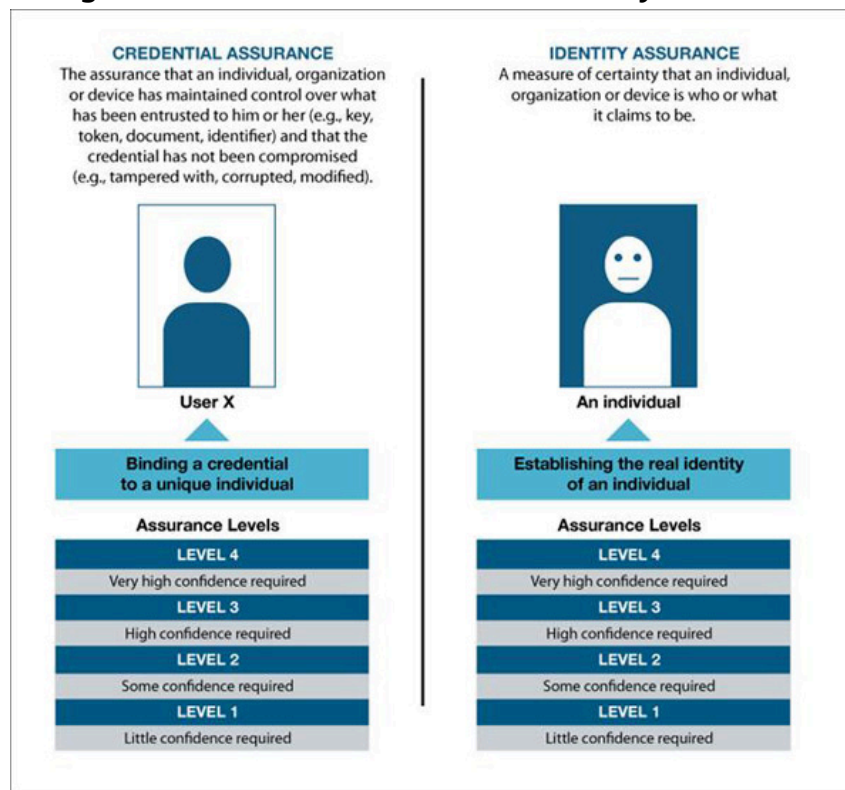 CREDENTIAL ASSURANCE
The assurance that an individual, organization
or device has maintained control over what
has been entrusted to him or her (e.g., key,
token, document, identifier) and that the
credential has not been compromised
(e.g., tampered with, corrupted, modified).
User X
Binding a credential
to a unique individual
Assurance Levels
LEVEL 4
Very high confidence required
LEVEL 3
High confidence required
LEVEL 2
Some confidence required
LEVEL 1
Little confidence required
IDENTITY ASSURANCE
A measure of certainty that an individual,
organization or device is who or what
it claims to be.
An individual
Establishing the real identity
of an individual
Assurance Levels
LEVEL 4
Very high confidence required
LEVEL 3
High confidence required
LEVEL 2
Some confidence required
LEVEL 1
Little confidence required